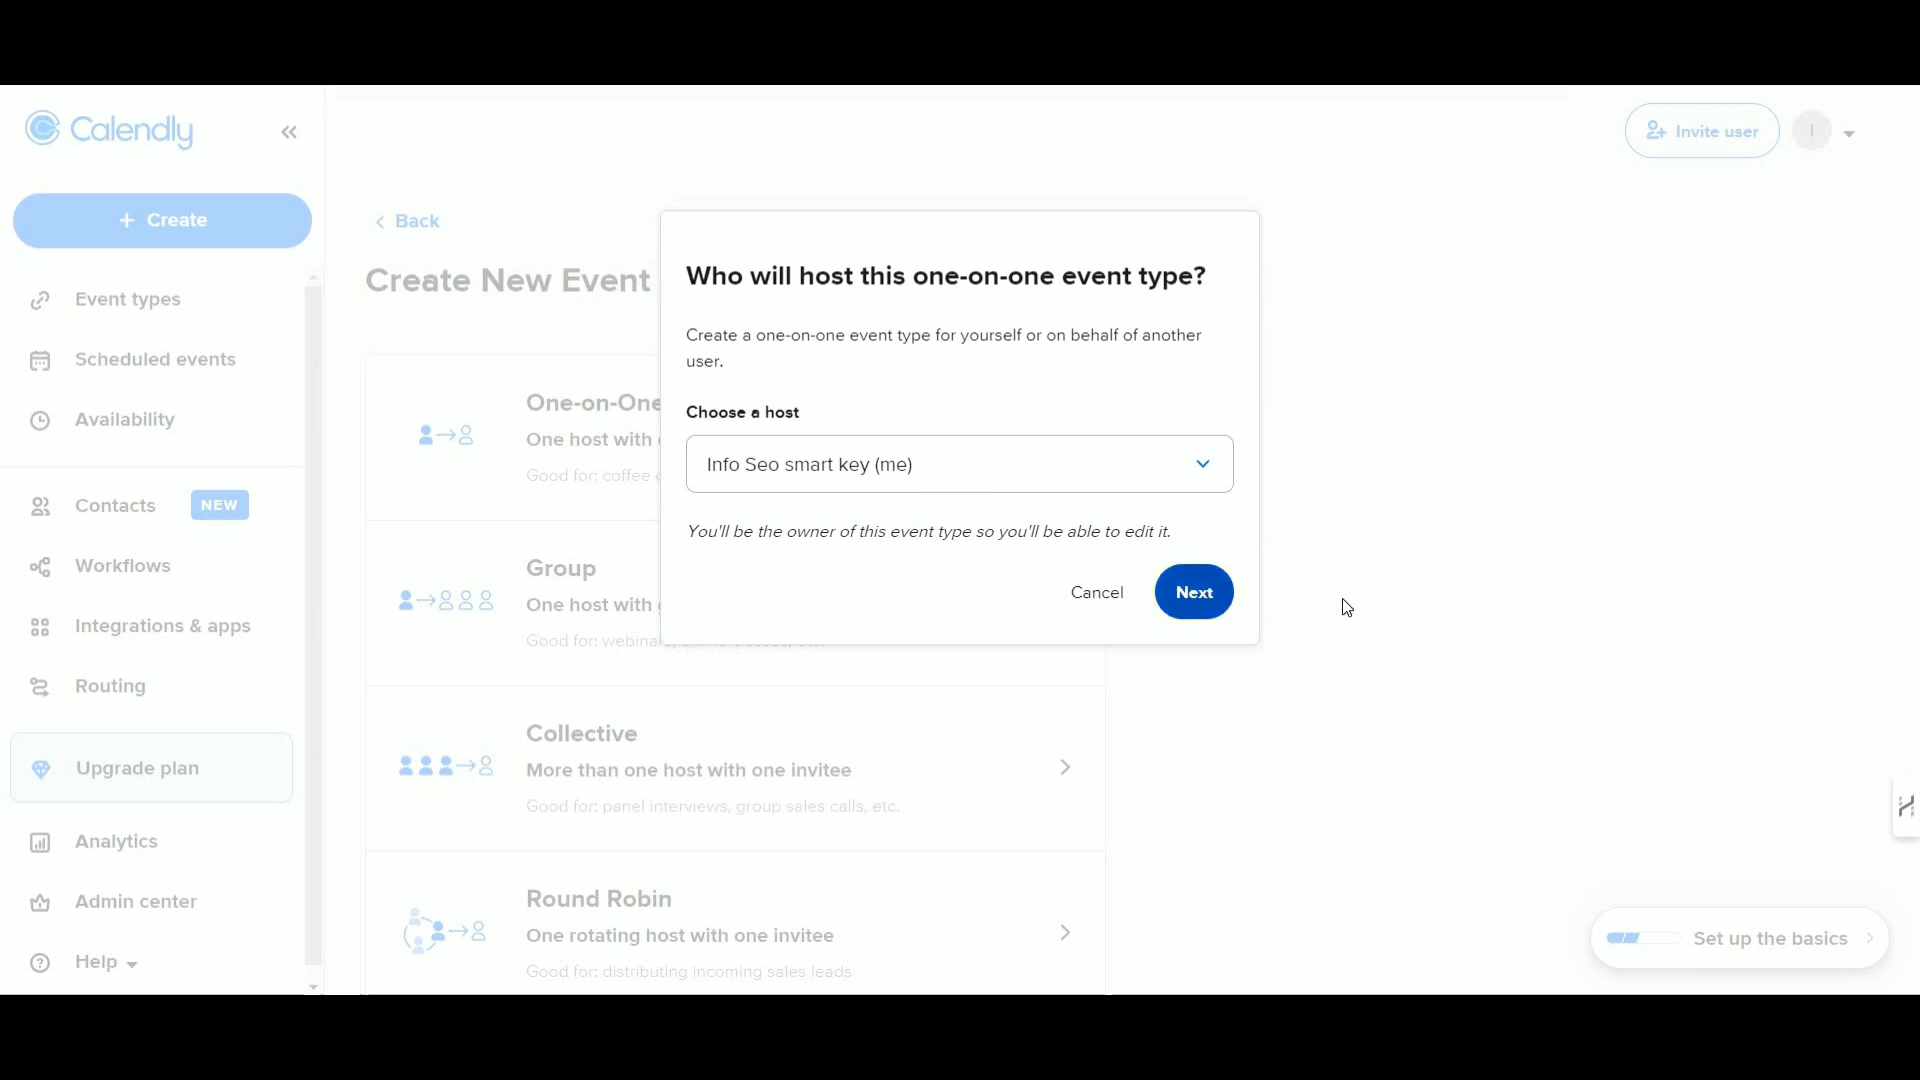 Calendly
Invite user
I
Create
Back
Create New Event
Event types
Scheduled events
Availability
Contacts NEW
Workflows
Integrations & apps
Routing
Upgrade plan
Analytics
Admin center
Help
Who will host this one-on-one event type?
Create a one-on-one event type for yourself or on behalf of another
user.
Choose a host
Info Seo smart key (me)
You'll be the owner of this event type so you'll be able to edit it.
Cancel
Next
One-on-One
One host with
Good for: coffee
Group
One host with
Good for: webinars, online classes, etc.
Collective
More than one host with one invitee
Good for: panel interviews, group sales calls, etc.
Round Robin
One rotating host with one invitee
Good for: distributing incoming sales leads
Set up the basics